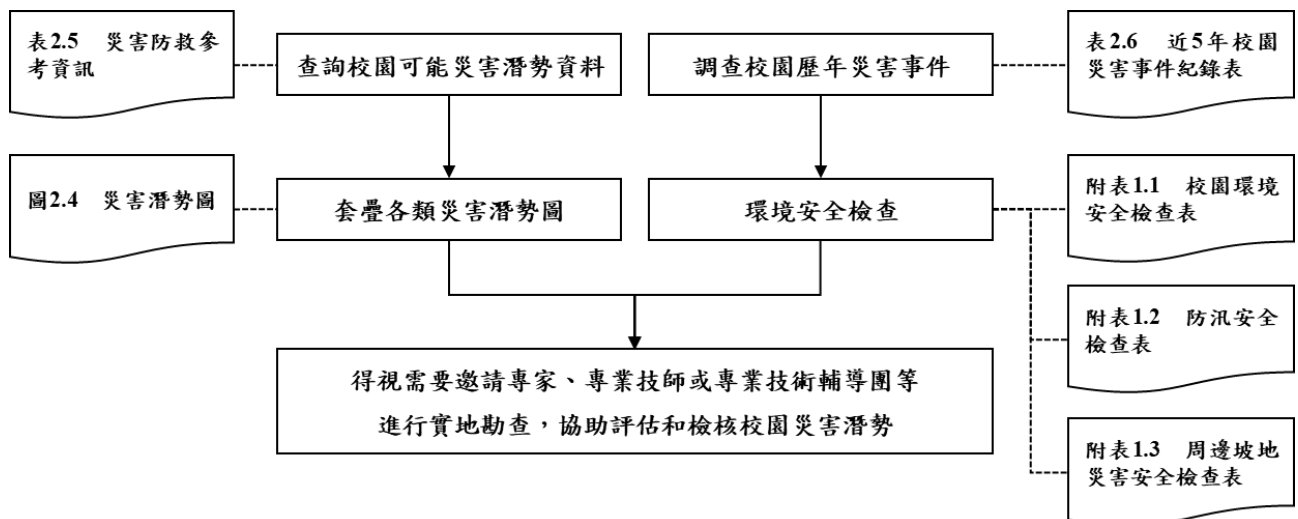 表2.5　災害防救參
考資訊
查詢校園可能災害潛勢資料
調查校園歷年災害事件
表2.6　近5年校園
災害事件紀錄表
圖2.4　災害潛勢圖
套疊各類災害潛勢圖
環境安全檢查
附表1.1　校園環境
安全檢查表
附表1.2　防汛安全
檢查表
得視需要邀請專家、專業技師或專業技術輔導團等
進行實地勘查，協助評估和檢核校園災害潛勢
附表1.3　周邊坡地
災害安全檢查表